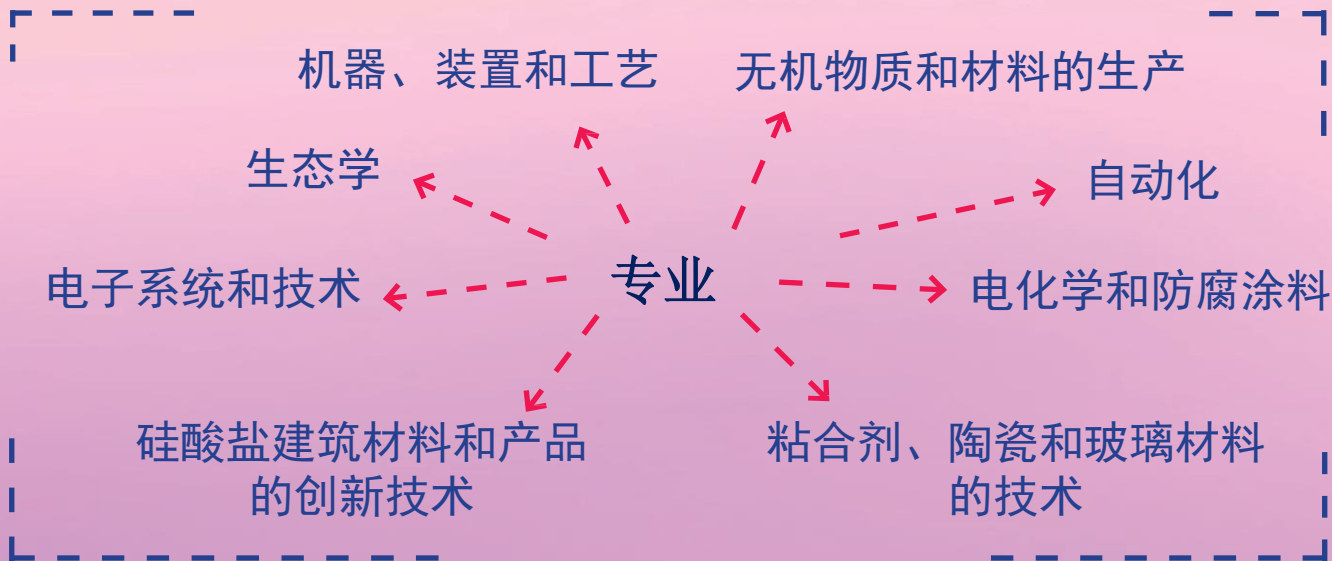 机器、装置和工艺
无机物质和材料的生产
生态学
自动化
专业
电子系统和技术
电化学和防腐涂料
硅酸盐建筑材料和产品
的创新技术
粘合剂、陶瓷和玻璃材料
的技术